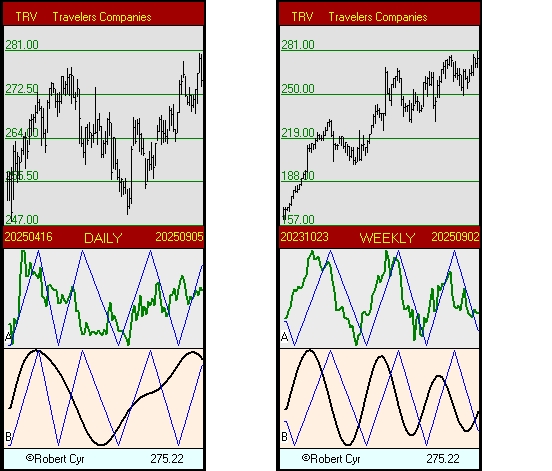 TRV Travelers Companies
281.00
272.50
264.00
255.50
247.00
20250416 DAILY 20250905
A
B
©Robert Cyr 275.22
TRV Travelers Companies
281.00
250.00
219.00
188.00
157.00
20231023 WEEKLY 20250902
A
B
©Robert Cyr 275.22